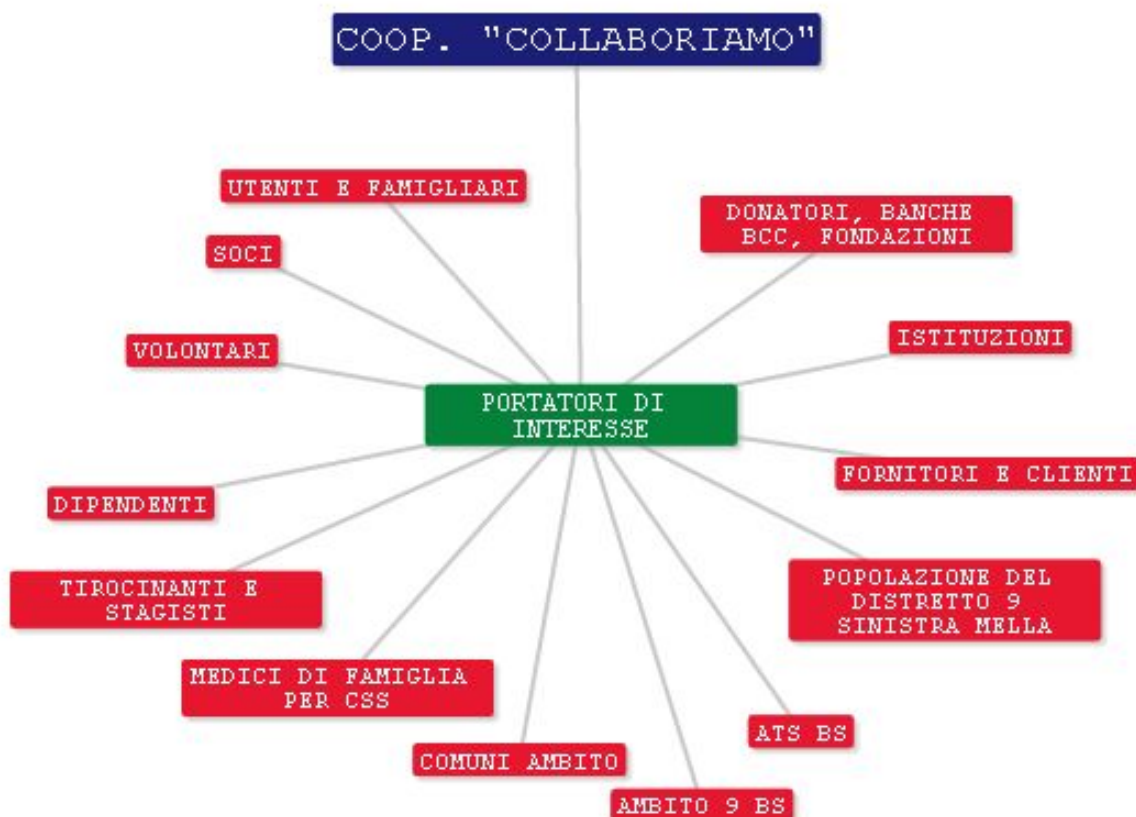 COOP. "COLLABORIAMO"
UTENTI E FAMIGLIARI
DONATORI, BANCHE
BCC, FONDAZIONI
SOCI
VOLONTARI
ISTITUZIONI
PORTATORI DI
INTERESSE
FORNITORI E CLIENTI
DIPENDENTI
TIROCINANTI E
STAGISTI
POPOLAZIONE DEL
DISTRETTO 9
SINISTRA MELLA
MEDICI DI FAMIGLIA
PER CSS
ATS BS
COMUNI AMBITO
AMBITO 9 BS